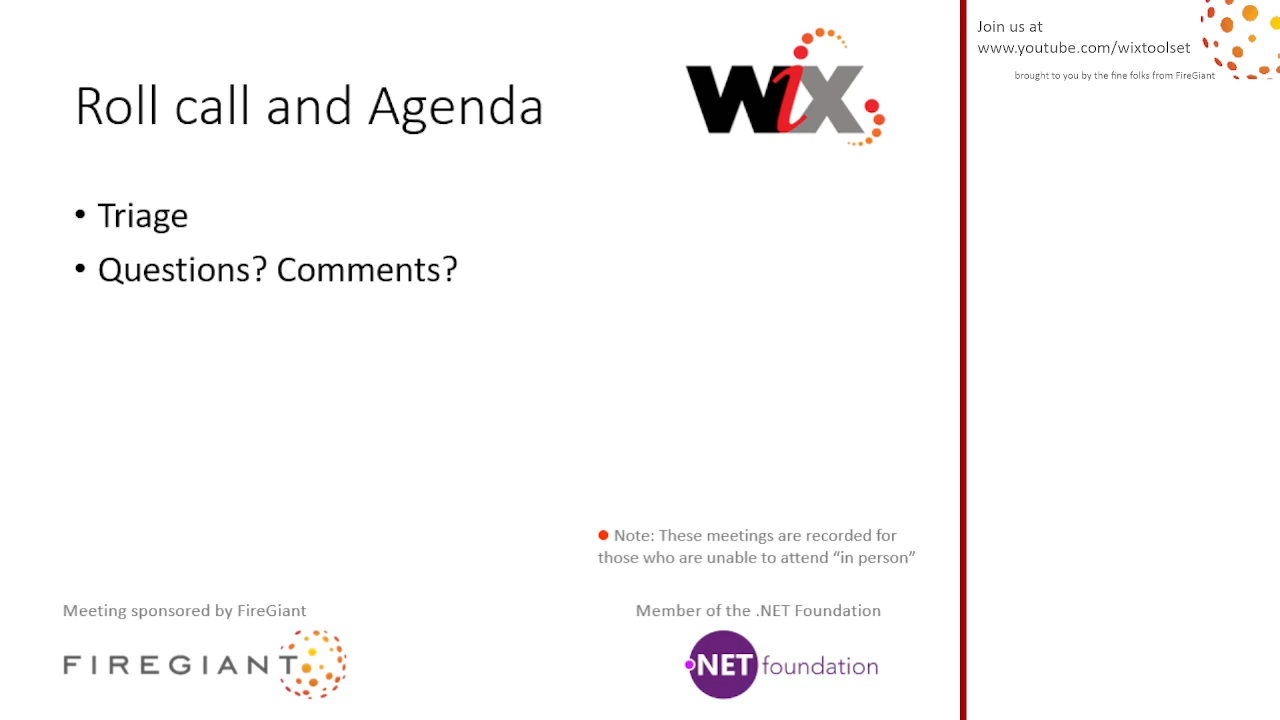 Roll call and Agenda
WiX
• Triage
• Questions? Comments?
Note: These meetings are recorded for
those who are unable to attend “in person”
Meeting sponsored by FireGiant
FIREGIANT
Member of the .NET Foundation
.NET foundation
Join us at
www.youtube.com/wixtoolset
brought to you by the fine folks from FireGiant